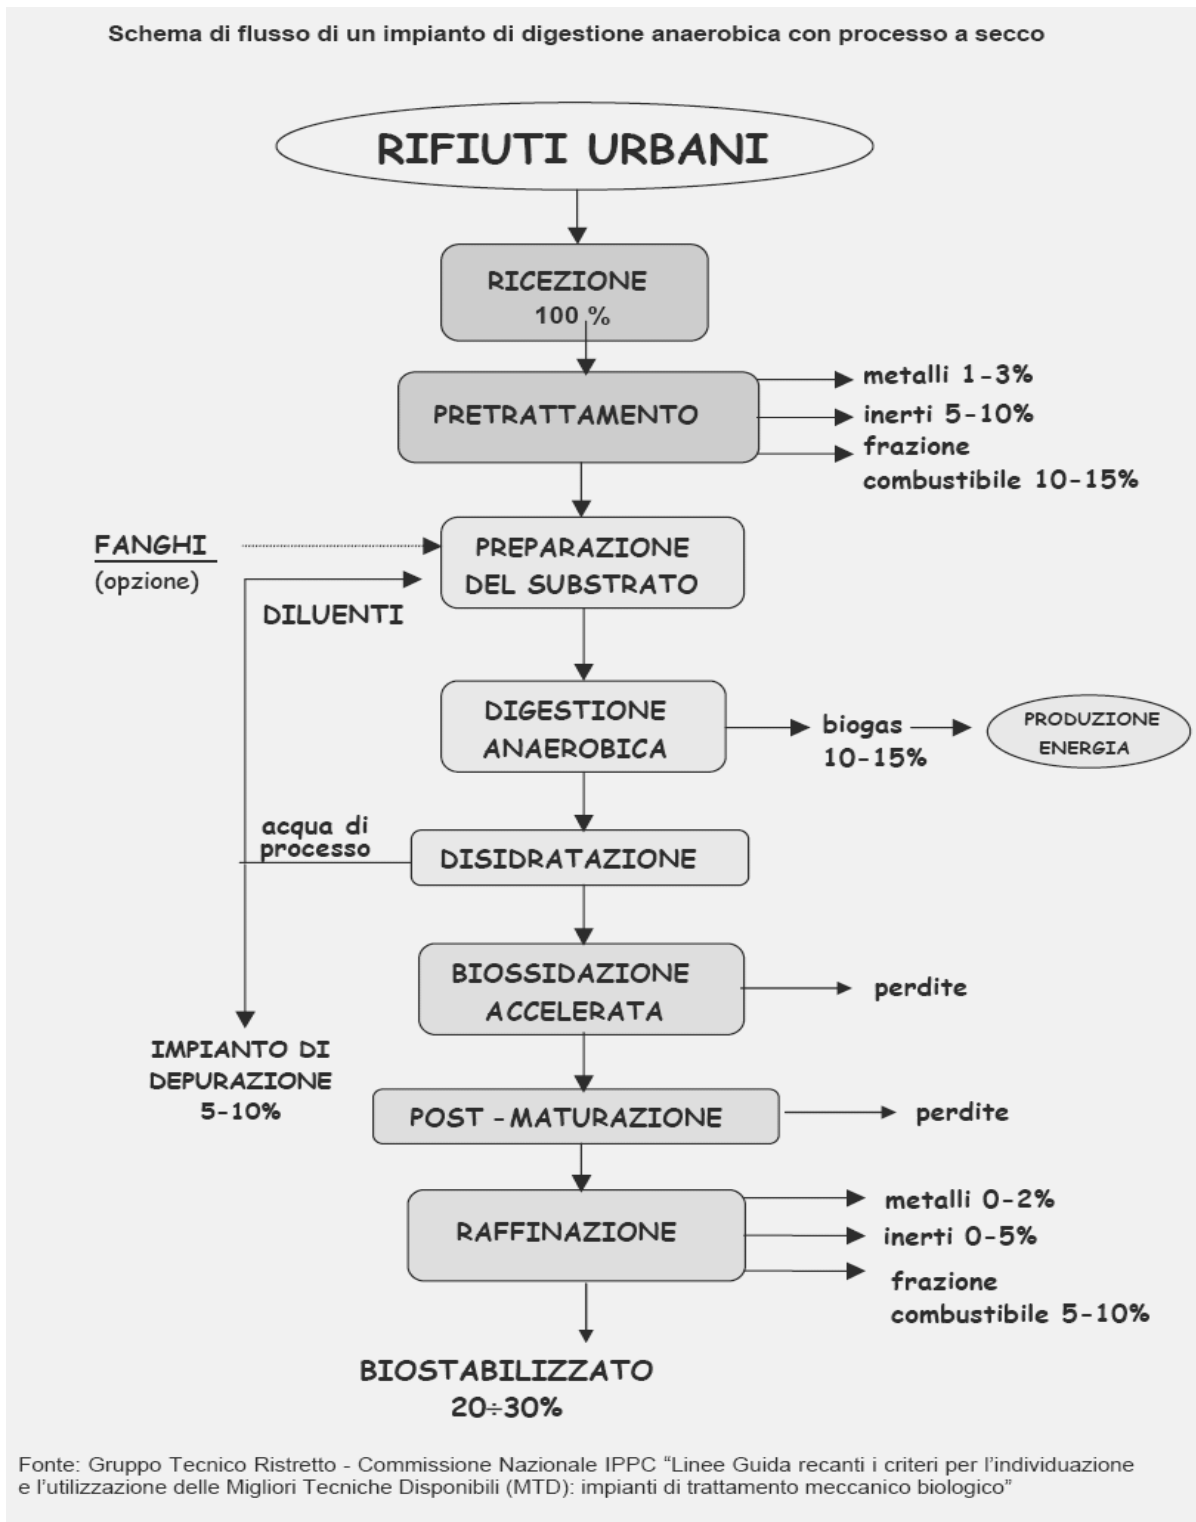 Schema di flusso di un impianto di digestione anaerobica con processo a secco
RIFIUTI URBANI
RICEZIONE
100 %
PRETRATTAMENTO
metalli 1-3%
inerti 5-10%
frazione
combustibile 10-15%
FANGHI
(opzione)
PREPARAZIONE
DEL SUBSTRATO
DILUENTI
DIGESTIONE
ANAEROBICA
biogas
10-15%
PRODUZIONE
ENERGIA
acqua di
processo
DISIDRATAZIONE
BIOSSIDAZIONE
ACCELERATA
perdite
IMPIANTO DI
DEPURAZIONE
5-10%
POST -MATURAZIONE
perdite
RAFFINAZIONE
metalli 0-2%
inerti 0-5%
frazione
combustibile 5-10%
BIOSTABILIZZATO
20÷30%
Fonte: Gruppo Tecnico Ristretto - Commissione Nazionale IPPC “Linee Guida recanti i criteri per l’individuazione
e l’utilizzazione delle Migliori Tecniche Disponibili (MTD): impianti di trattamento meccanico biologico”